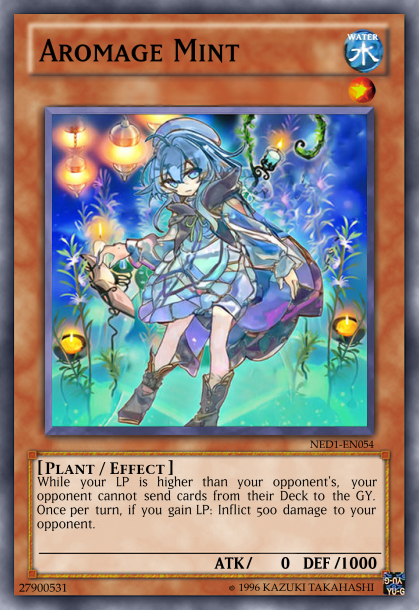 AROMAGE MINT
WATER
水
NED1-EN054
[PLANT / EFFECT]
While your LP is higher than your opponent's, your
opponent cannot send cards from their Deck to the GY.
Once per turn, if you gain LP: Inflict 500 damage to your
opponent.
ATK/ 0 DEF/1000
27900531
© 1996 KAZUKI TAKAHASHI
YU-G